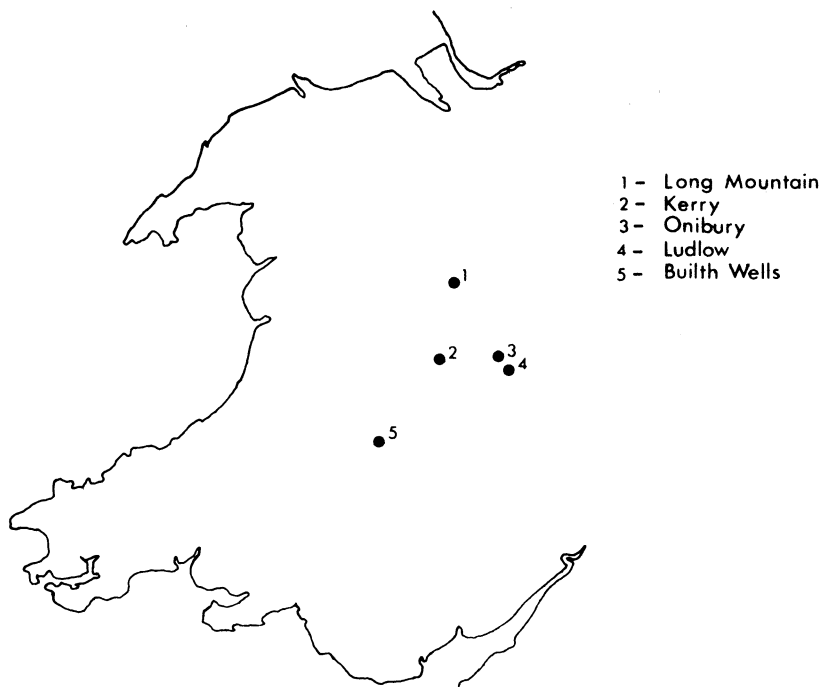 1 – Long Mountain
2 – Kerry
3 – Onibury
4 – Ludlow
5 – Builth Wells
1
2
3
4
5